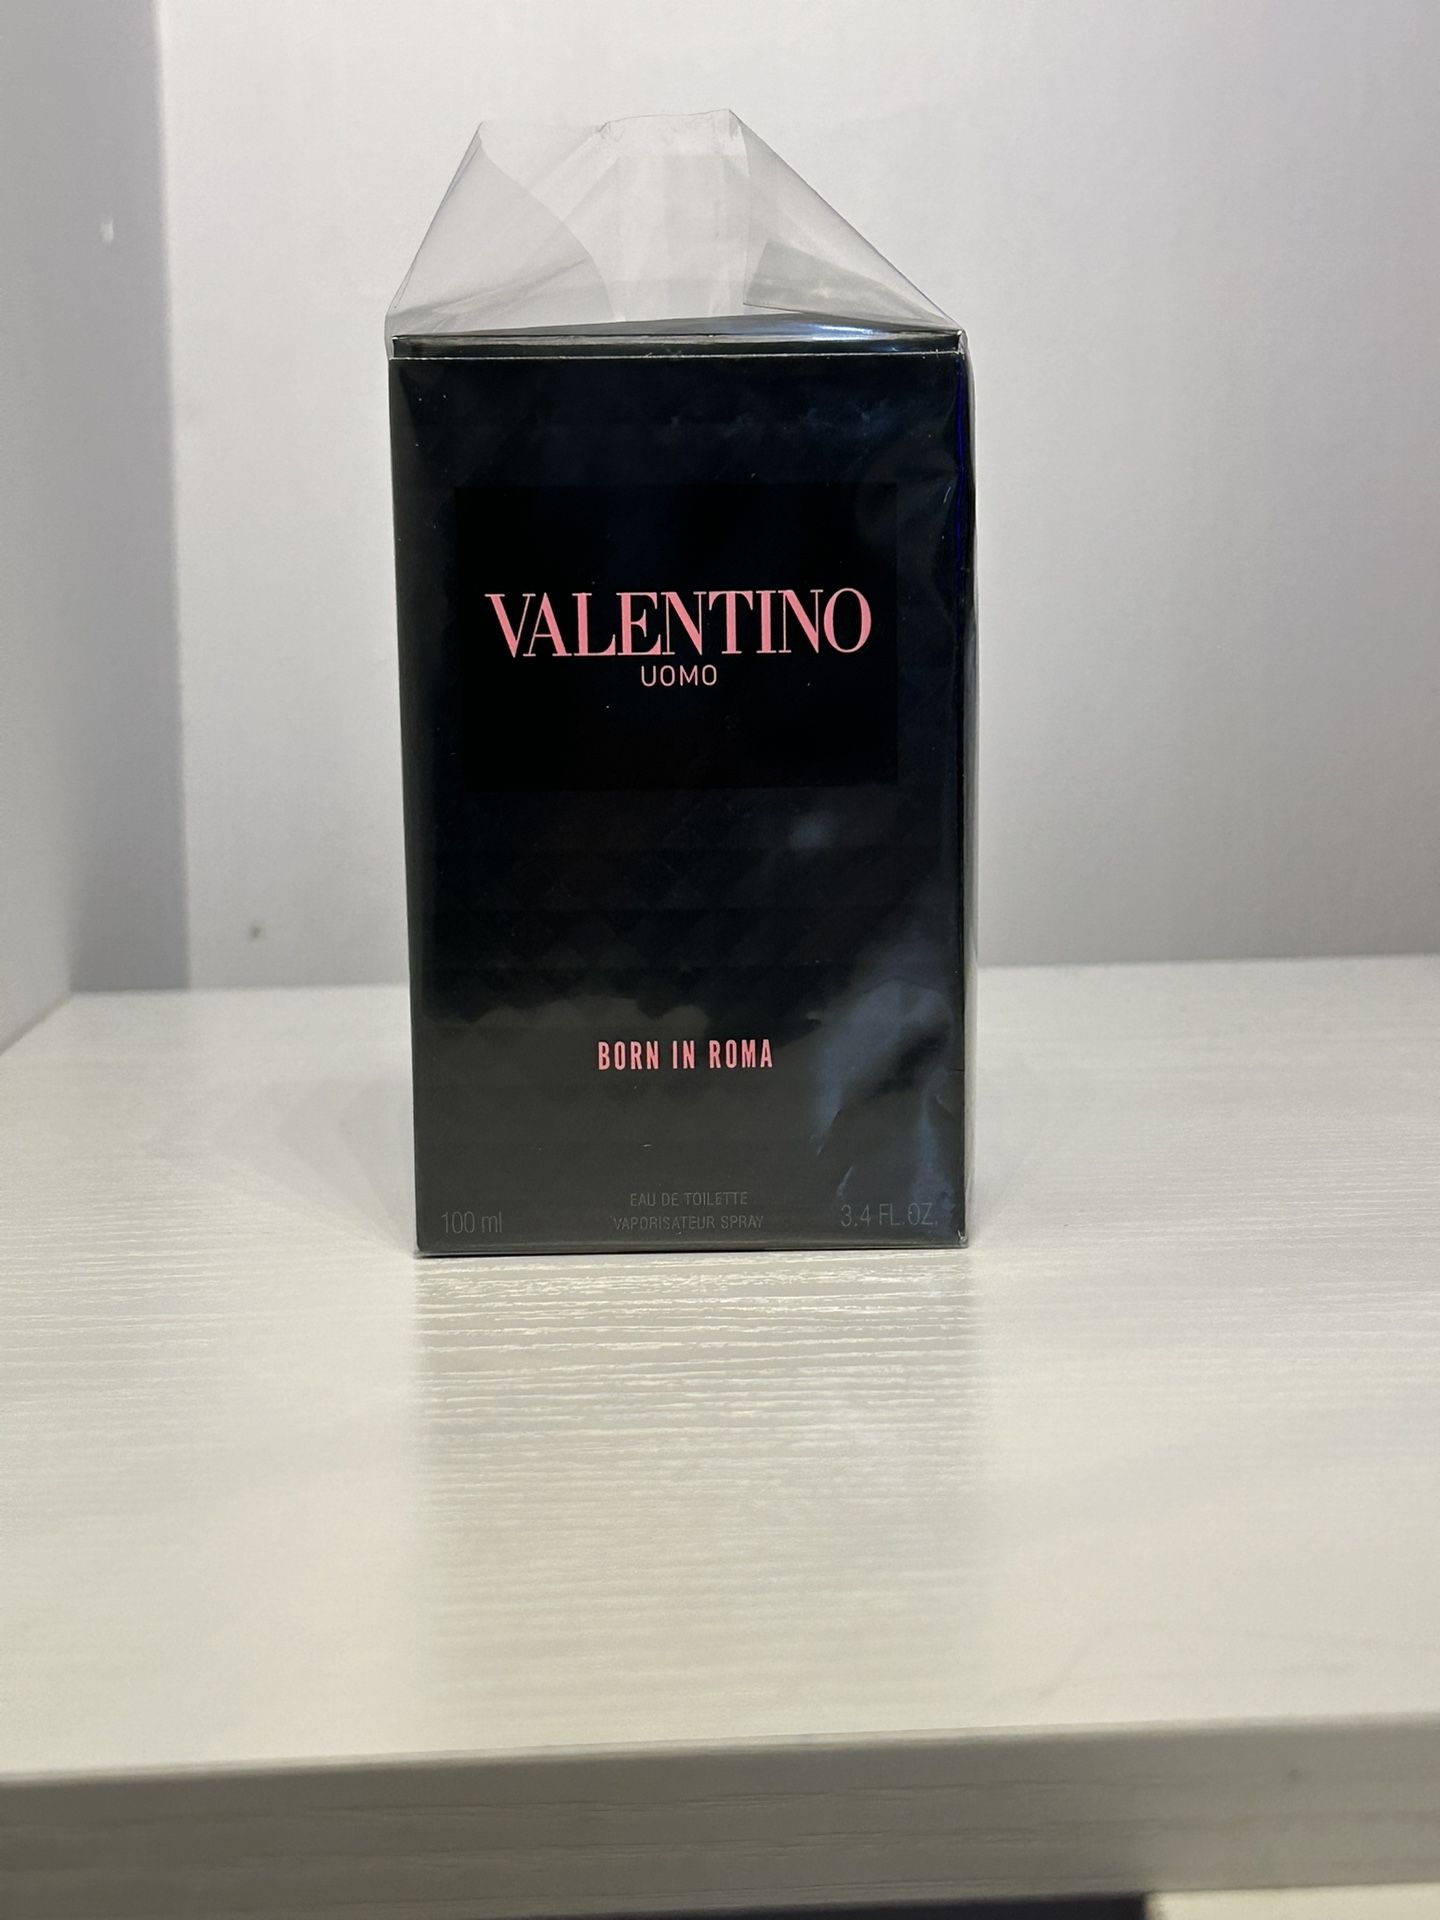 VALENTINO
UOMO
BORN IN ROMA
EAU DE TOILETTE
100 ml VAPORISATEUR SPRAY 3.4 FL.OZ.